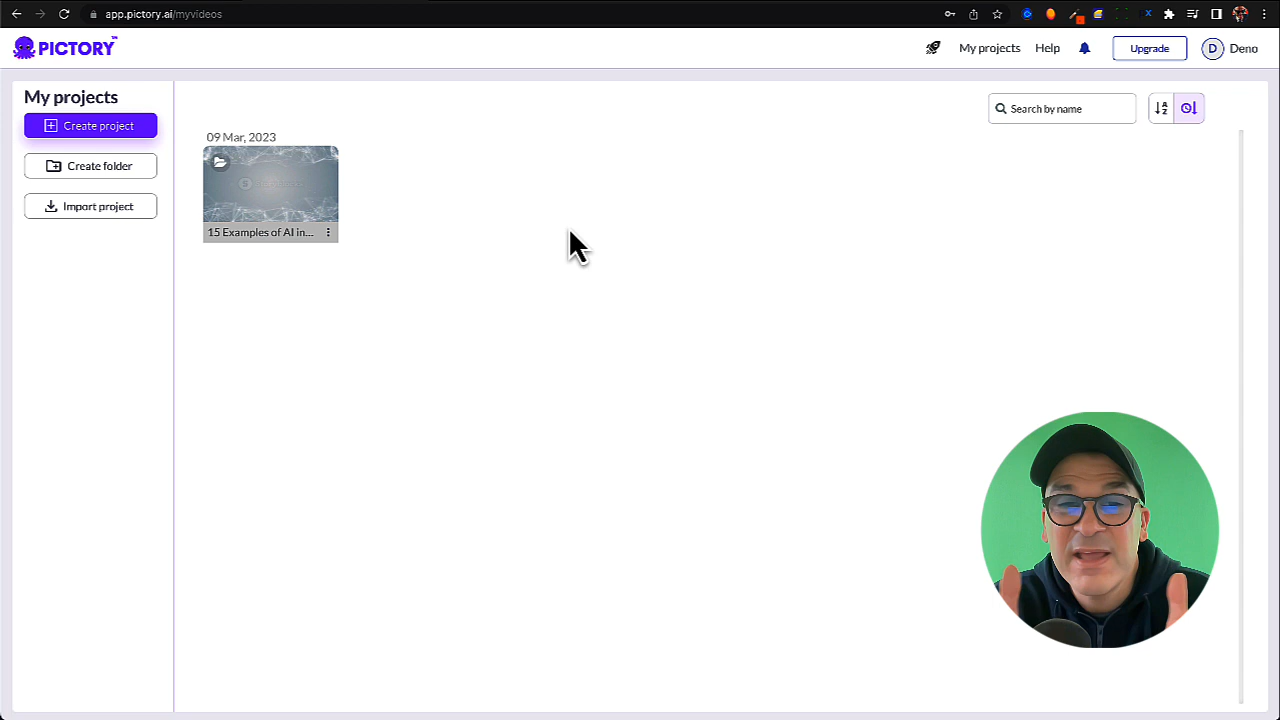 app.pictory.ai/myvideos
PICTORY™
My projects
Help
Upgrade
D
Deno
My projects
Create project
Create folder
Import project
Search by name
09 Mar, 2023
15 Examples of AI in...